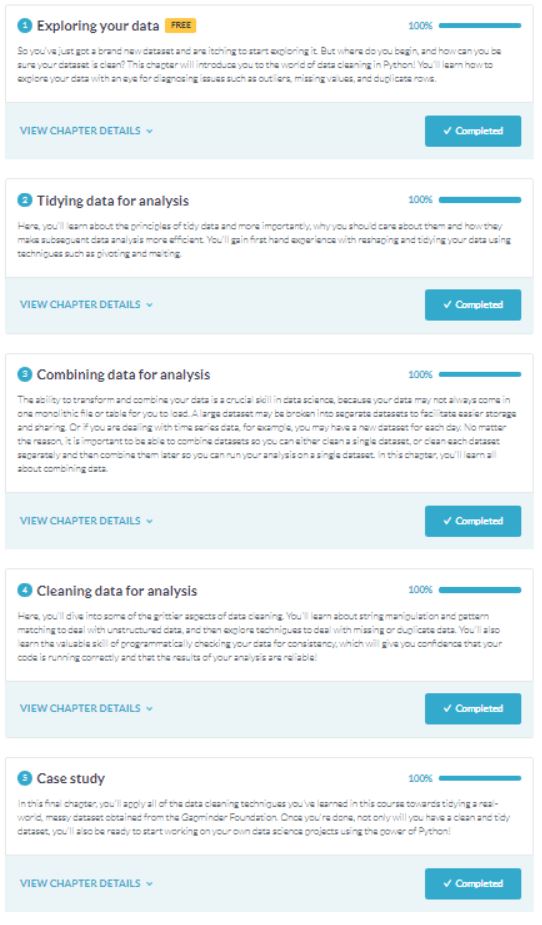 1 Exploring your data FREE 100%
So you've just got a brand new dataset and are itching to start exploring it. But where do you begin, and how can you be
sure your dataset is clean? This chapter will introduce you to the world of data cleaning in Python! You'll learn how to
explore your data with an eye for diagnosing issues such as outliers, missing values, and duplicate rows.
VIEW CHAPTER DETAILS ✓ Completed
2 Tidying data for analysis 100%
Here, you'll learn about the principles of tidy data and more importantly, why you should care about them and how they
make subsequent data analysis more efficient. You'll gain first hand experience with reshaping and tidying your data using
techniques such as pivoting and melting.
VIEW CHAPTER DETAILS ✓ Completed
3 Combining data for analysis 100%
The ability to transform and combine your data is a crucial skill in data science, because your data may not always come in
one monolithic file or table for you to load. A large dataset may be broken into separate datasets to facilitate easier storage
and sharing. Or if you are dealing with time series data, for example, you may have a new dataset for each day. No matter
the reason, it is important to be able to combine datasets so you can either clean a single dataset, or clean each dataset
separately and then combine them later so you can run your analysis on a single dataset. In this chapter, you'll learn all
about combining data.
VIEW CHAPTER DETAILS ✓ Completed
4 Cleaning data for analysis 100%
Here, you'll dive into some of the grittier aspects of data cleaning. You'll learn about string manipulation and pattern
matching to deal with unstructured data, and then explore techniques to deal with missing or duplicate data. You'll also
learn the valuable skill of programmatically checking your data for consistency, which will give you confidence that your
code is running correctly and that the results of your analysis are reliable!
VIEW CHAPTER DETAILS ✓ Completed
5 Case study 100%
In this final chapter, you'll apply all of the data cleaning techniques you've learned in this course towards tidying a real-
world, messy dataset obtained from the Gapminder Foundation. Once you're done, not only will you have a clean and tidy
dataset, you'll also be ready to start working on your own data science projects using the power of Python!
VIEW CHAPTER DETAILS ✓ Completed